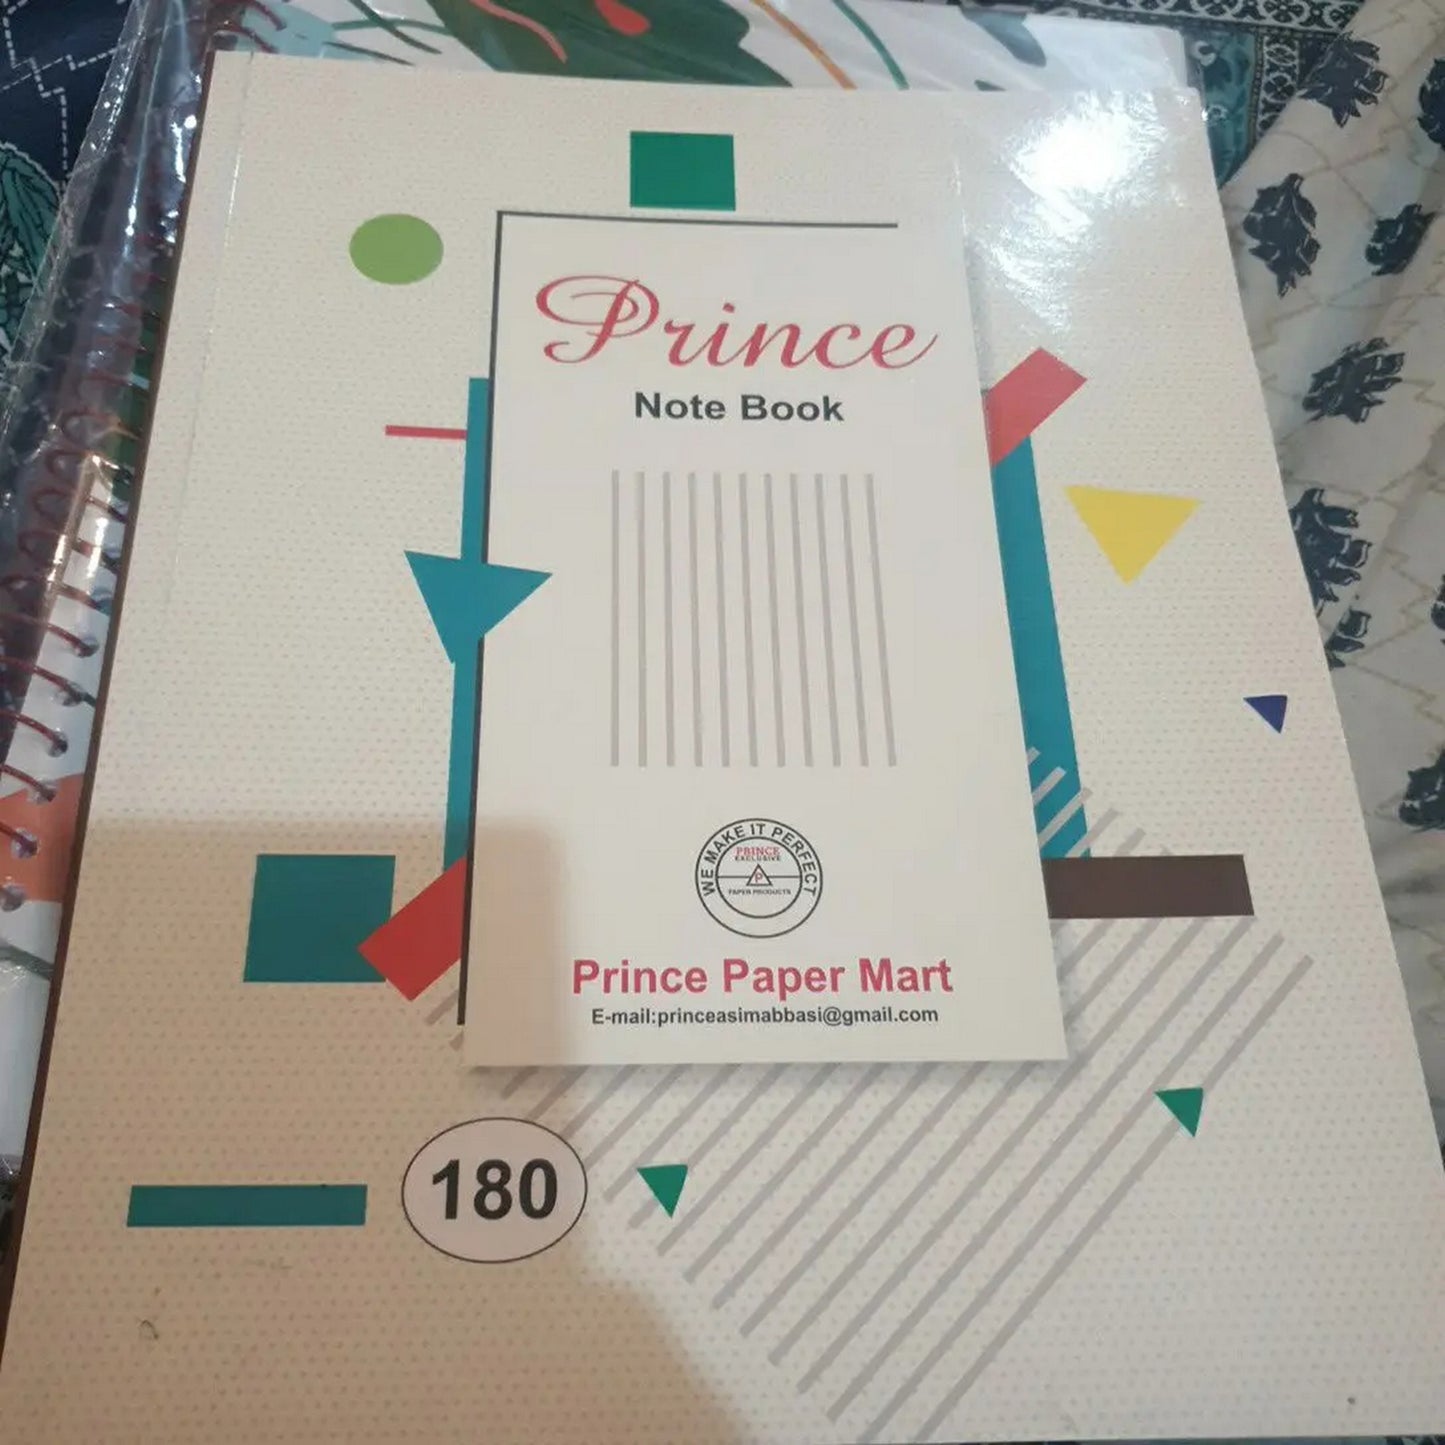 Prince
Note Book
WE MAKE IT PERFECT
PRINCE
EXCLUSIVE
P
PAPER PRODUCTS
Prince Paper Mart
E-mail:princeasimabbasi@gmail.com
180